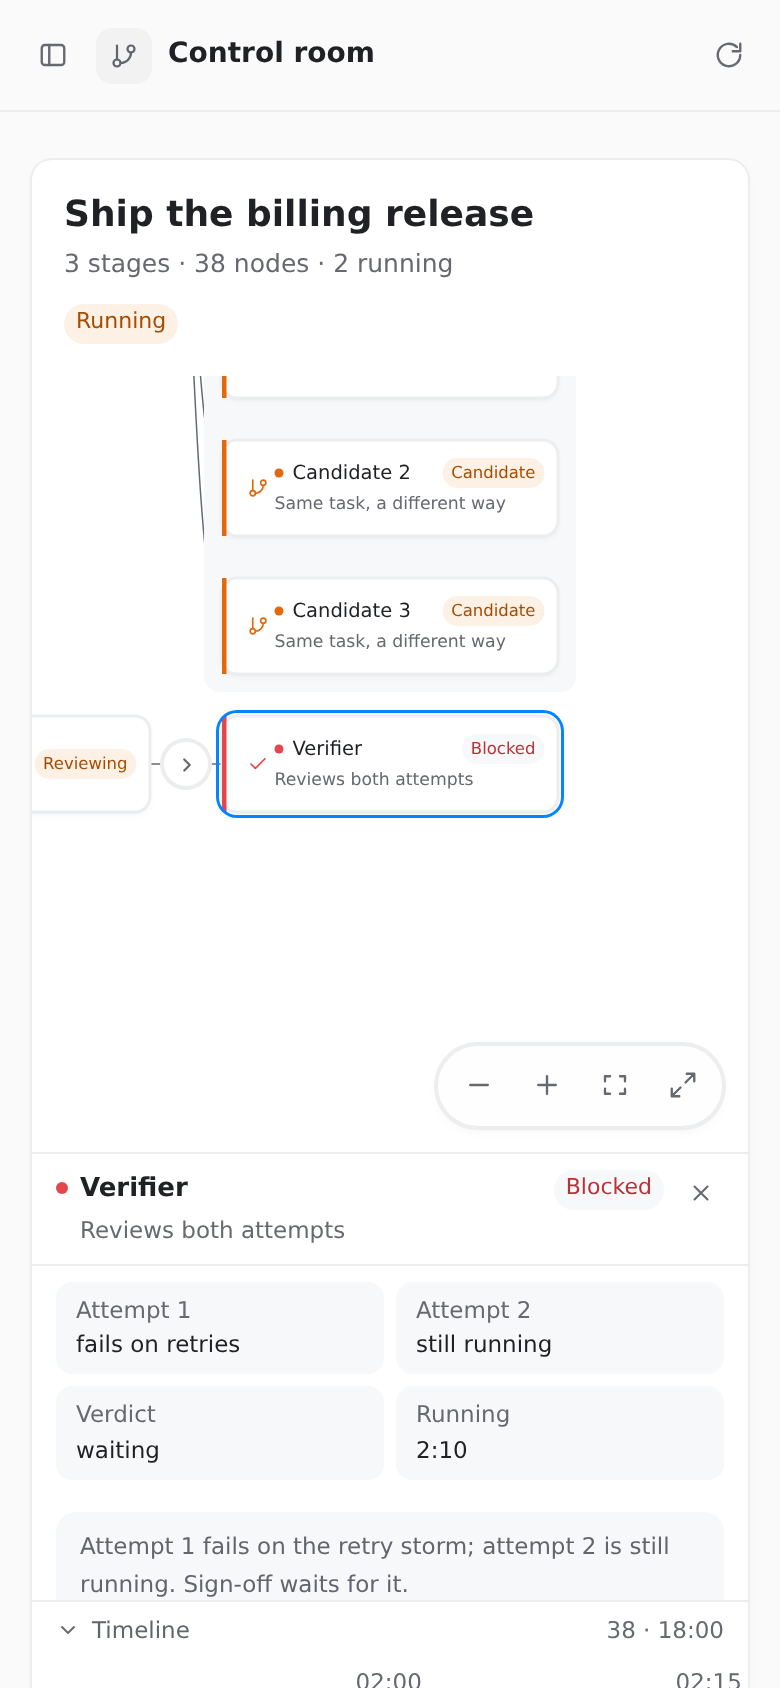 Control room
Ship the billing release
3 stages · 38 nodes · 2 running
Running
Candidate 2
Candidate
Same task, a different way
Candidate 3
Candidate
Same task, a different way
Reviewing
Verifier
Blocked
Reviews both attempts
Verifier
Blocked
Reviews both attempts
Attempt 1
fails on retries
Attempt 2
still running
Verdict
waiting
Running
2:10
Attempt 1 fails on the retry storm; attempt 2 is still
running. Sign-off waits for it.
Timeline
38 · 18:00
02:00
02:15